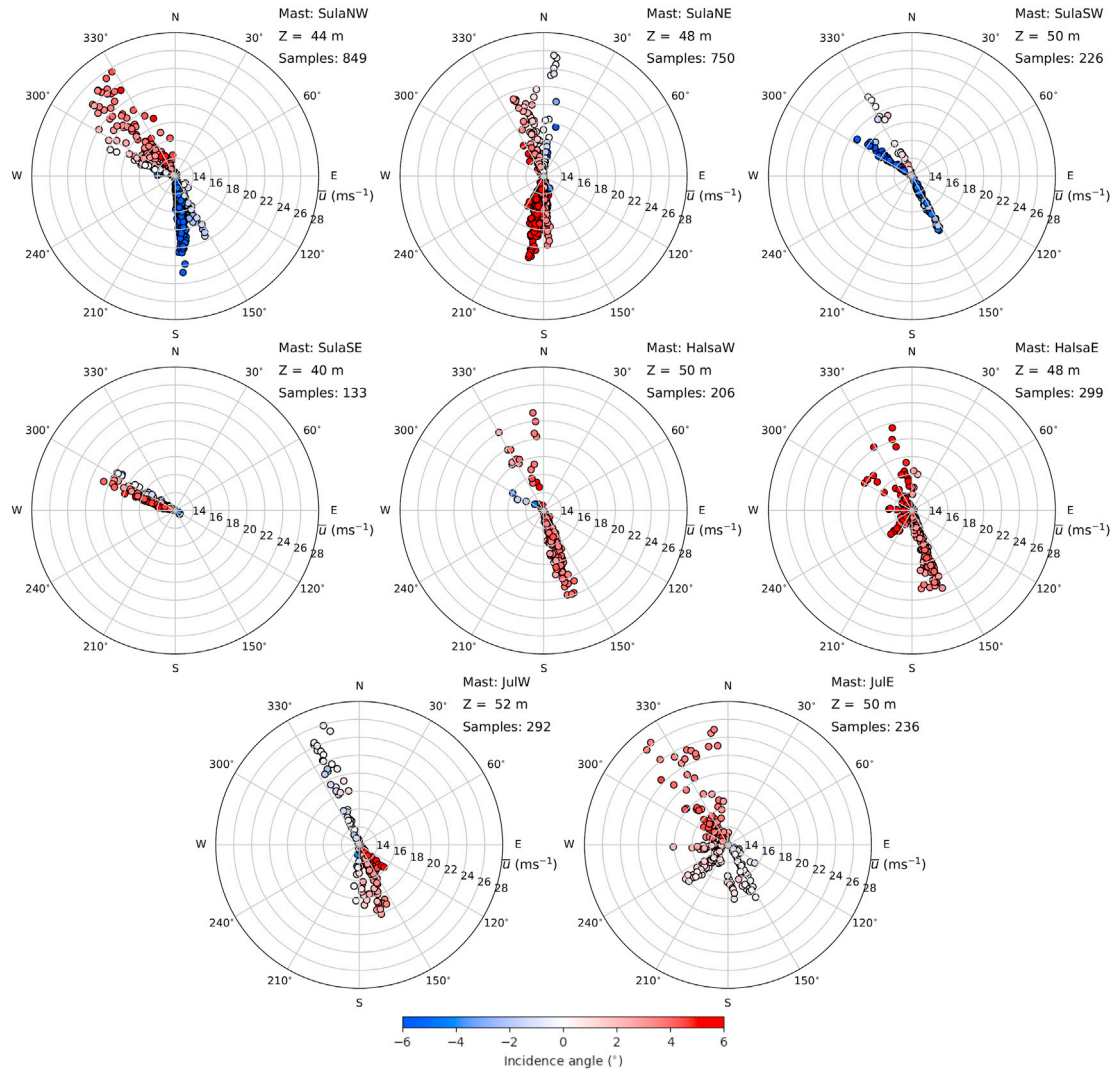 Mast: SulaNW
Z =  44 m
Samples: 849
N
330°
30°
300°
60°
W
14 16 18 20 22 24 26 28
E
u̅ (ms⁻¹)
240°
120°
210°
150°
S
Mast: SulaNE
Z =  48 m
Samples: 750
N
330°
30°
300°
60°
W
14 16 18 20 22 24 26 28
E
u̅ (ms⁻¹)
240°
120°
210°
150°
S
Mast: SulaSW
Z =  50 m
Samples: 226
N
330°
30°
300°
60°
W
14 16 18 20 22 24 26 28
E
u̅ (ms⁻¹)
240°
120°
210°
150°
S
Mast: SulaSE
Z =  40 m
Samples: 133
N
330°
30°
300°
60°
W
14 16 18 20 22 24 26 28
E
u̅ (ms⁻¹)
240°
120°
210°
150°
S
Mast: HalsaW
Z =  50 m
Samples: 206
N
330°
30°
300°
60°
W
14 16 18 20 22 24 26 28
E
u̅ (ms⁻¹)
240°
120°
210°
150°
S
Mast: HalsaE
Z =  48 m
Samples: 299
N
330°
30°
300°
60°
W
14 16 18 20 22 24 26 28
E
u̅ (ms⁻¹)
240°
120°
210°
150°
S
Mast: JulW
Z =  52 m
Samples: 292
N
330°
30°
300°
60°
W
14 16 18 20 22 24 26 28
E
u̅ (ms⁻¹)
240°
120°
210°
150°
S
Mast: JulE
Z =  50 m
Samples: 236
N
330°
30°
300°
60°
W
14 16 18 20 22 24 26 28
E
u̅ (ms⁻¹)
240°
120°
210°
150°
S
−6 −4 −2 0 2 4 6
Incidence angle (°)